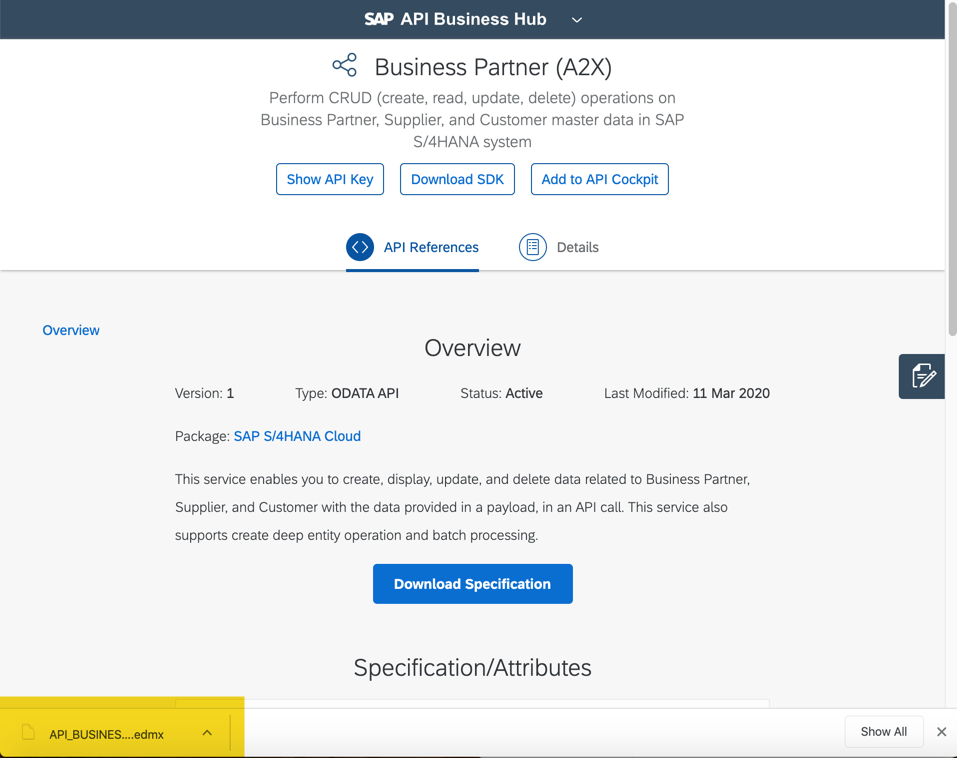 SAP API Business Hub
Business Partner (A2X)
Perform CRUD (create, read, update, delete) operations on
Business Partner, Supplier, and Customer master data in SAP
S/4HANA system
Show API Key Download SDK Add to API Cockpit
API References Details
Overview
Overview
Version: 1 Type: ODATA API Status: Active Last Modified: 11 Mar 2020
Package: SAP S/4HANA Cloud
This service enables you to create, display, update, and delete data related to Business Partner,
Supplier, and Customer with the data provided in a payload, in an API call. This service also
supports create deep entity operation and batch processing.
Download Specification
Specification/Attributes
API_BUSINES....edmx Show All